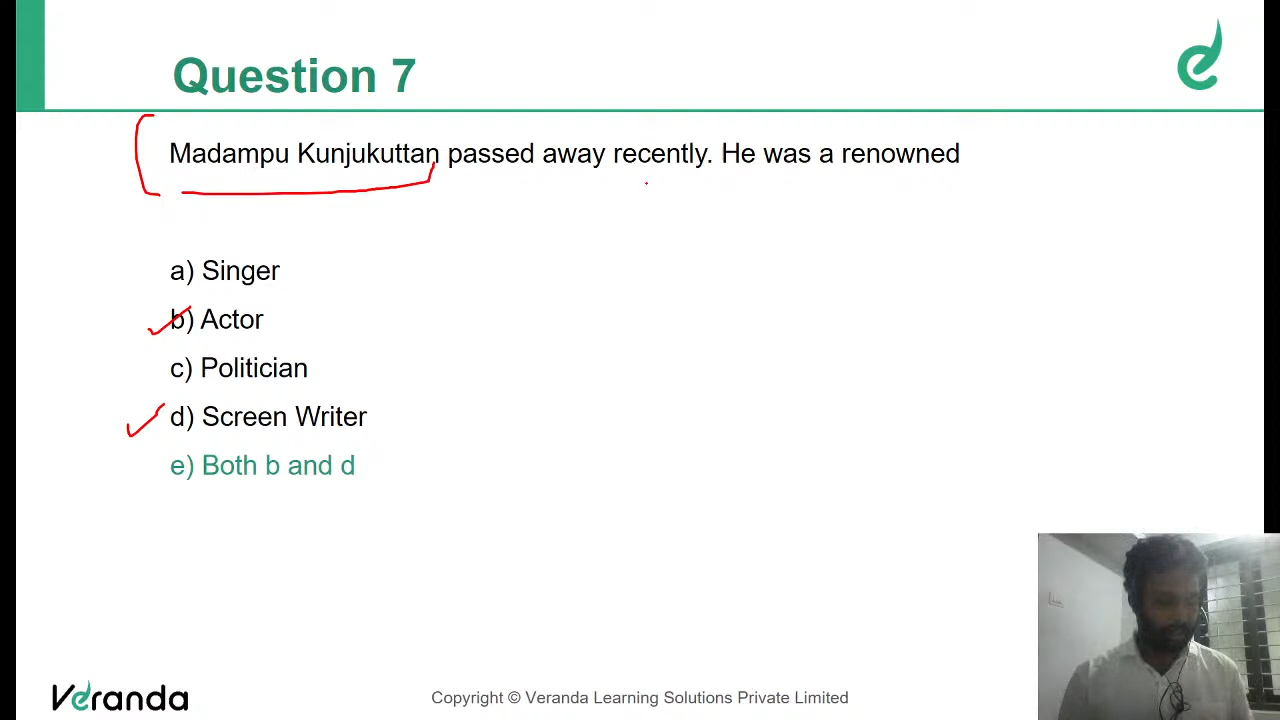 Question 7
Madampu Kunjukuttan passed away recently. He was a renowned
a) Singer
b) Actor
c) Politician
d) Screen Writer
e) Both b and d
Veranda
Copyright © Veranda Learning Solutions Private Limited